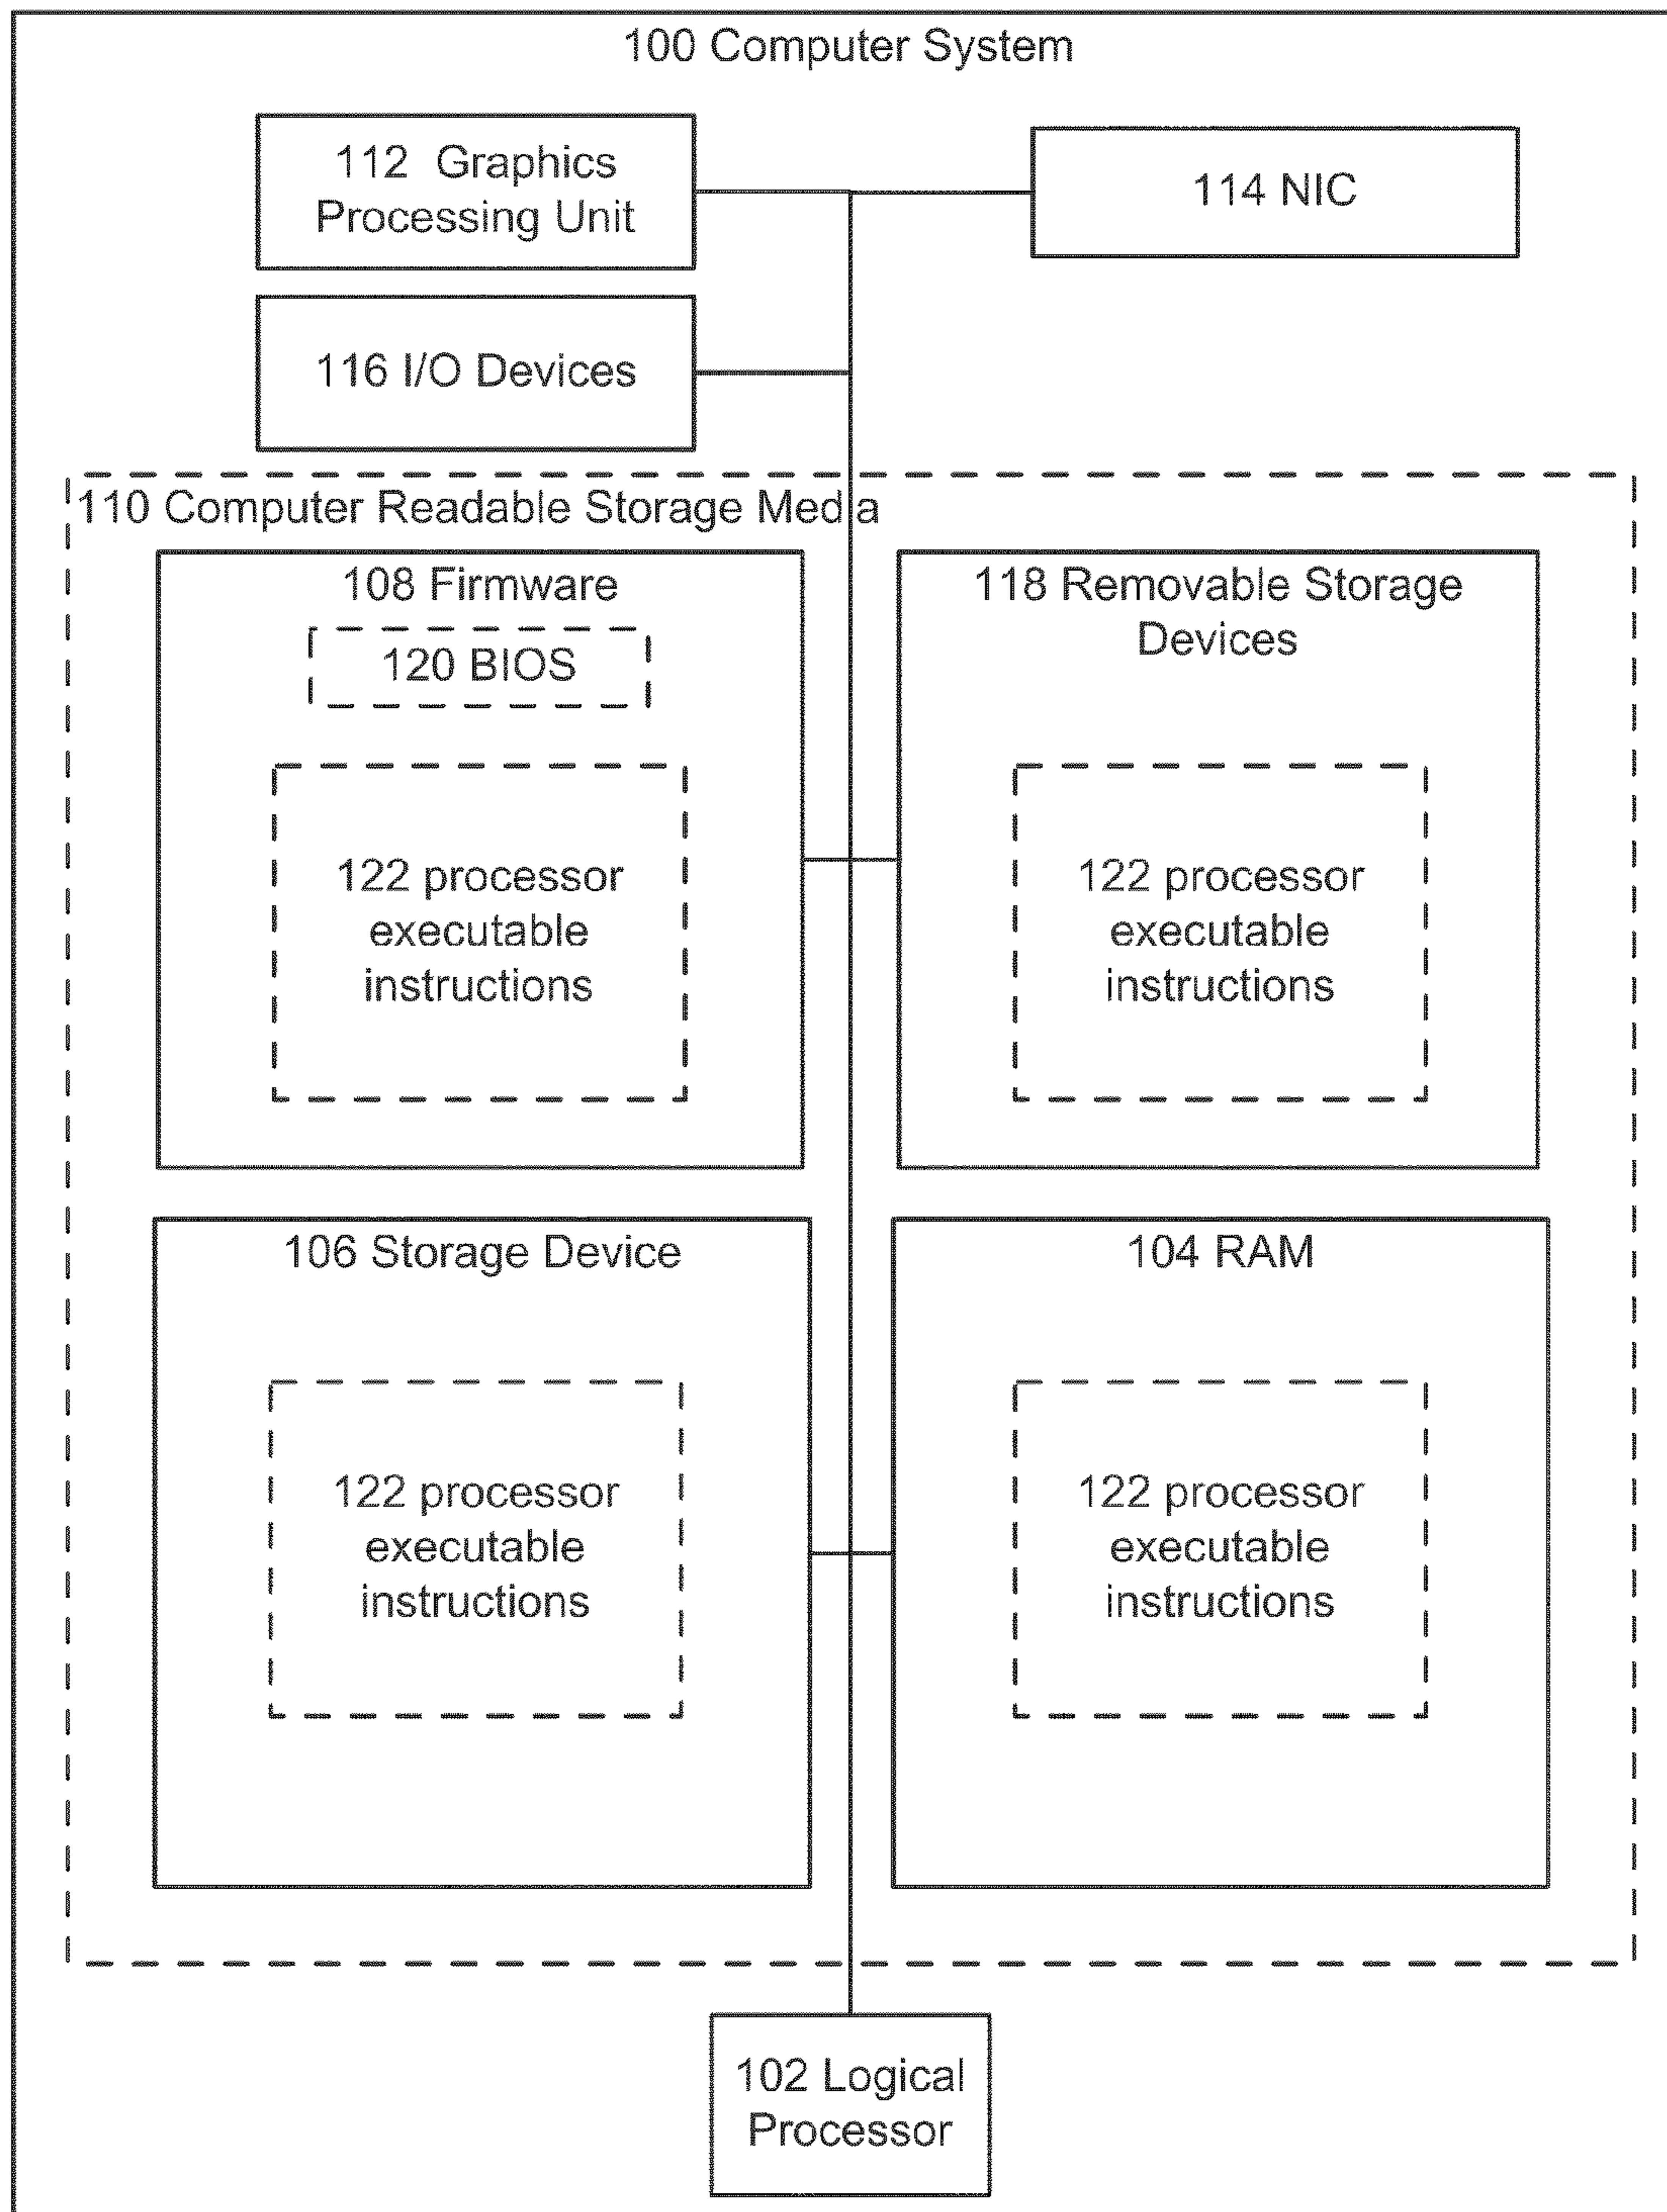 100 Computer System
112 Graphics
Processing Unit
114 NIC
116 I/O Devices
110 Computer Readable Storage Media
108 Firmware
120 BIOS
122 processor
executable
instructions
118 Removable Storage
Devices
122 processor
executable
instructions
106 Storage Device
122 processor
executable
instructions
104 RAM
122 processor
executable
instructions
102 Logical
Processor